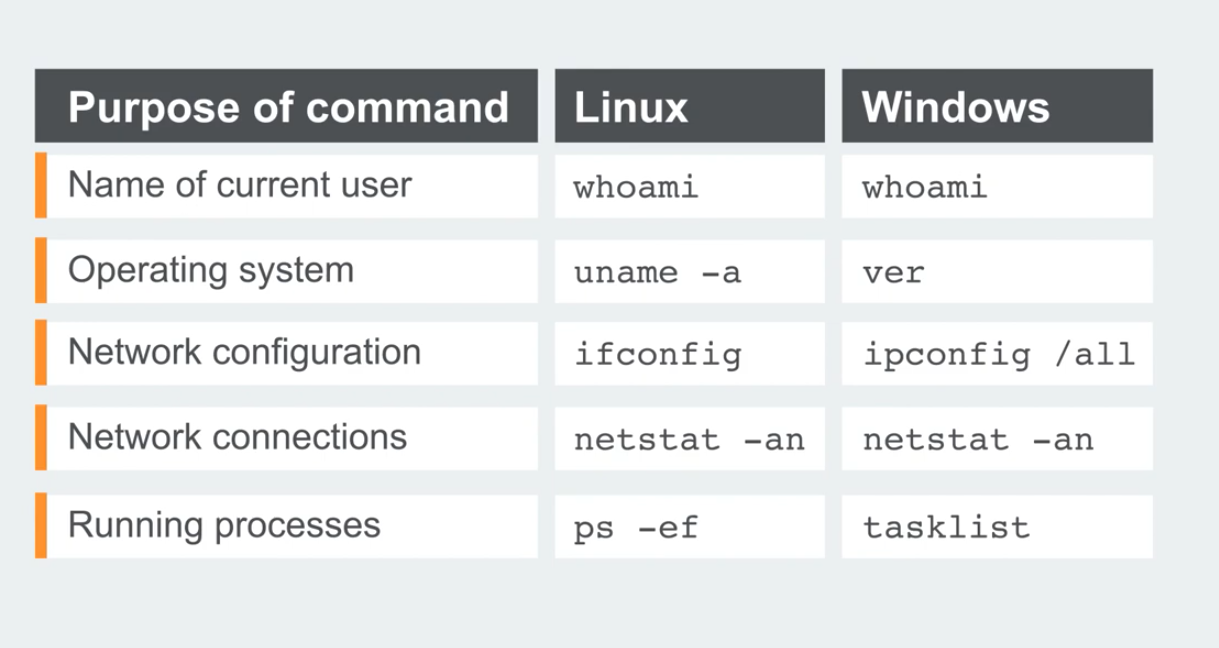 Purpose of command Linux Windows
Name of current user whoami whoami
Operating system uname -a ver
Network configuration ifconfig ipconfig /all
Network connections netstat -an netstat -an
Running processes ps -ef tasklist